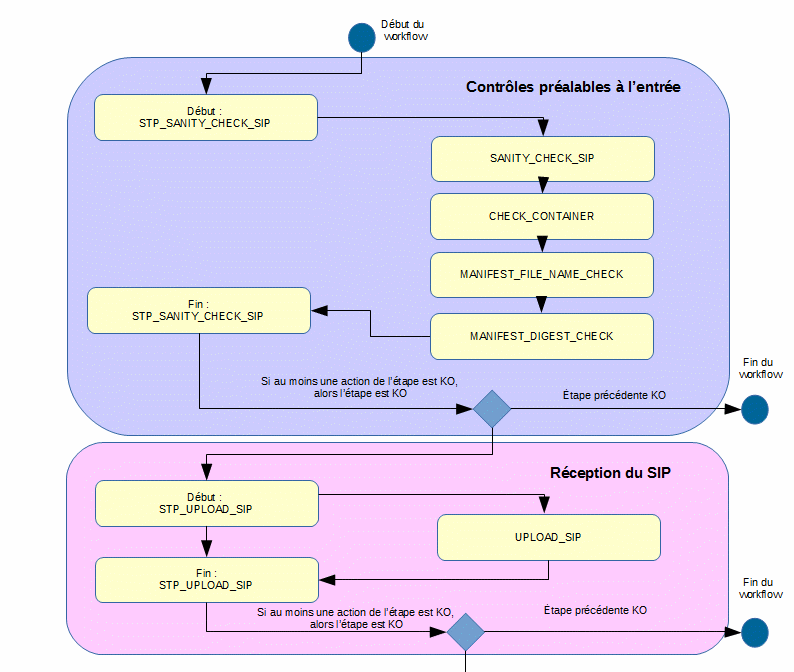 Début du
workflow
Contrôles préalables à l'entrée
Début :
STP_SANITY_CHECK_SIP
SANITY_CHECK_SIP
CHECK_CONTAINER
MANIFEST_FILE_NAME_CHECK
Fin :
STP_SANITY_CHECK_SIP
MANIFEST_DIGEST_CHECK
Si au moins une action de l'étape est KO,
alors l'étape est KO
Étape précédente KO
Fin du
workflow
Réception du SIP
Début :
STP_UPLOAD_SIP
UPLOAD_SIP
Fin :
STP_UPLOAD_SIP
Si au moins une action de l'étape est KO,
alors l'étape est KO
Étape précédente KO
Fin du
workflow